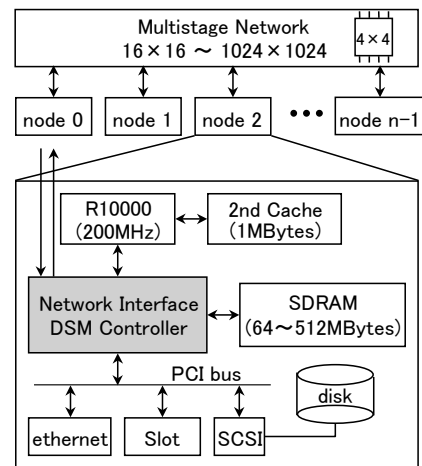 Multistage Network
16×16 ～ 1024×1024
4×4
node 0
node 1
node 2
•••
node n-1
R10000
(200MHz)
2nd Cache
(1MBytes)
Network Interface
DSM Controller
SDRAM
(64～512MBytes)
PCI bus
disk
ethernet
Slot
SCSI